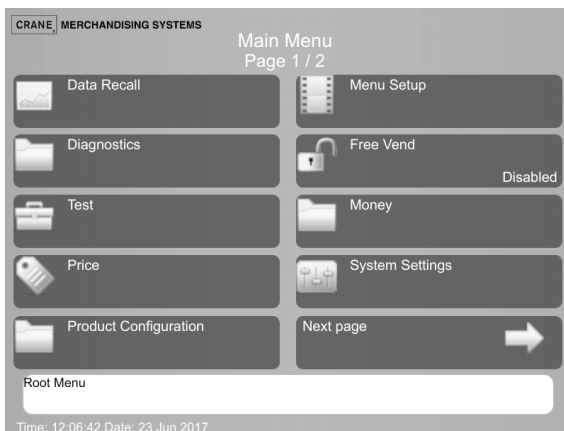 CRANE® MERCHANDISING SYSTEMS
Main Menu
Page 1 / 2
Data Recall
Menu Setup
Diagnostics
Free Vend
Disabled
Test
Money
Price
System Settings
Product Configuration
Next page
Root Menu
Time: 12:06:42 Date: 23 Jun 2017